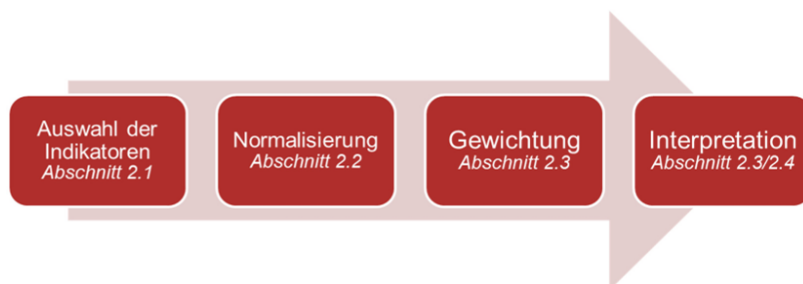 Auswahl der
Indikatoren
Abschnitt 2.1
Normalisierung
Abschnitt 2.2
Gewichtung
Abschnitt 2.3
Interpretation
Abschnitt 2.3/2.4